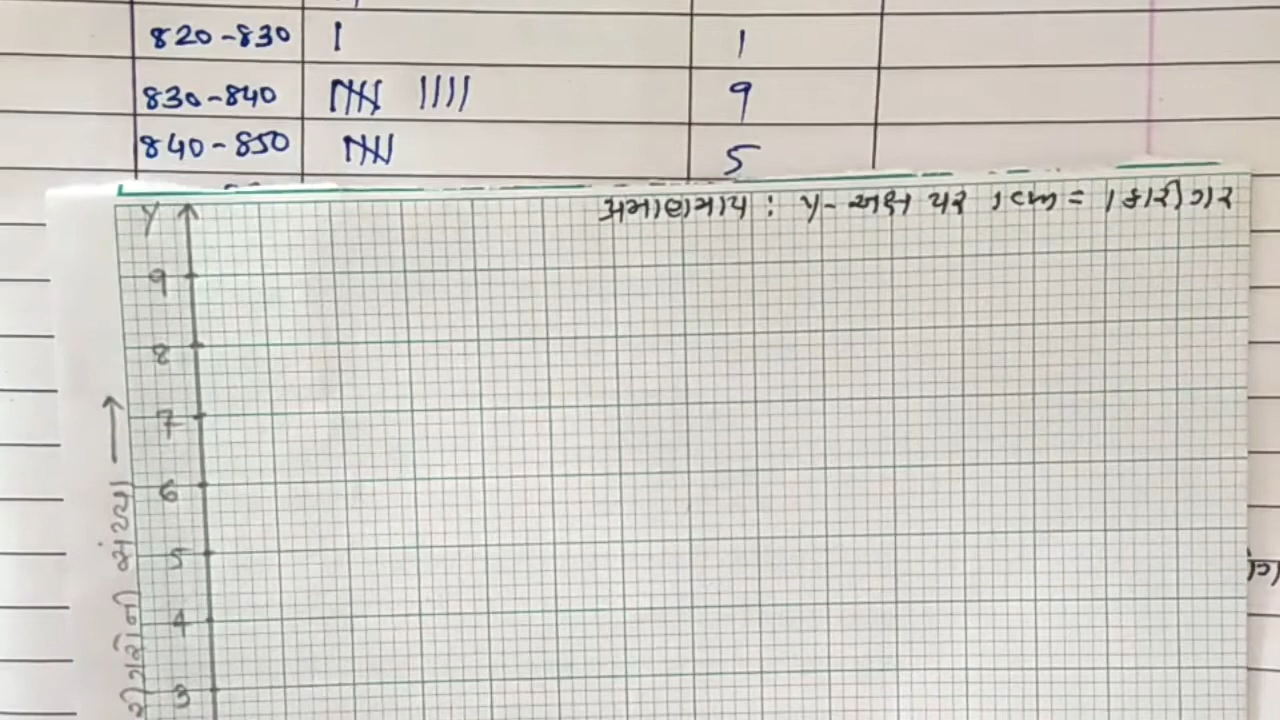 820-830 | 1
830-840 |||| |||| 9
840-850 |||| 5
પ્રમાણમાપ : Y- અક્ષ પર 1 cm = 1 કારીગર
Y
9
8
7
6
5
4
3
સંખ્યા